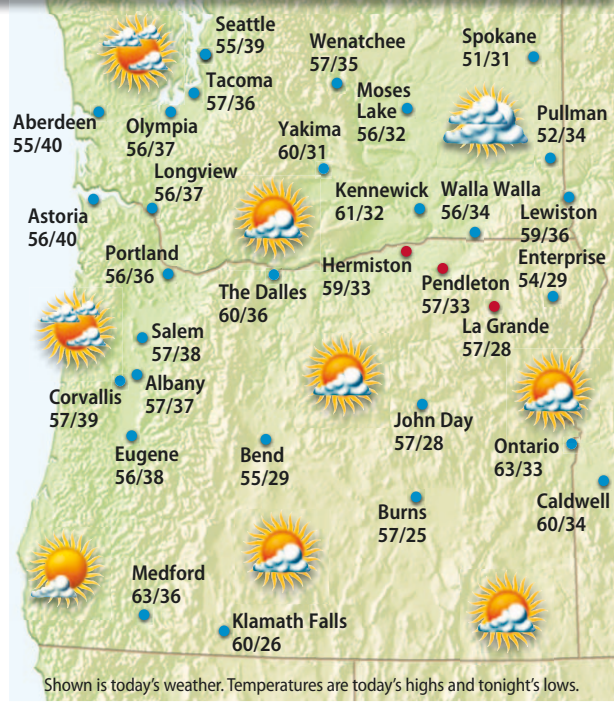 Seattle
55/39
Wenatchee
57/35
Spokane
51/31
Tacoma
57/36
Moses
Lake
56/32
Pullman
52/34
Aberdeen
55/40
Olympia
56/37
Yakima
60/31
Longview
56/37
Kennewick
61/32
Walla Walla
56/34
Lewiston
59/36
Astoria
56/40
Portland
56/36
The Dalles
60/36
Hermiston
59/33
Pendleton
57/33
Enterprise
54/29
La Grande
57/28
Salem
57/38
Albany
57/37
Corvallis
57/39
John Day
57/28
Eugene
56/38
Bend
55/29
Ontario
63/33
Caldwell
60/34
Burns
57/25
Medford
63/36
Klamath Falls
60/26
Shown is today’s weather. Temperatures are today’s highs and tonight’s lows.